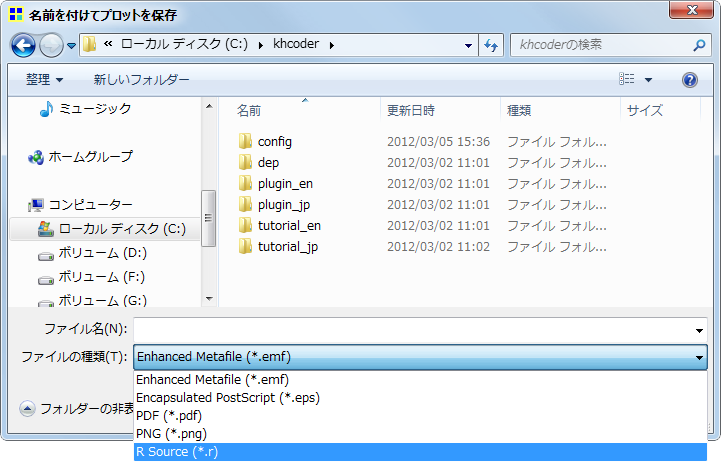 名前を付けてプロットを保存
« ローカル ディスク (C:) ▸ khcoder ▸
khcoderの検索
整理 ▼ 新しいフォルダー
ミュージック
ホームグループ
コンピューター
ローカル ディスク (C:)
ボリューム (D:)
ボリューム (F:)
ボリューム (G:)
名前 更新日時 種類 サイズ
config 2012/03/05 15:36 ファイル フォル...
dep 2012/03/02 11:01 ファイル フォル...
plugin_en 2012/03/02 11:01 ファイル フォル...
plugin_jp 2012/03/02 11:01 ファイル フォル...
tutorial_en 2012/03/02 11:01 ファイル フォル...
tutorial_jp 2012/03/02 11:02 ファイル フォル...
ファイル名(N):
ファイルの種類(T): Enhanced Metafile (*.emf)
Enhanced Metafile (*.emf)
Encapsulated PostScript (*.eps)
PDF (*.pdf)
PNG (*.png)
R Source (*.r)
フォルダーの非表